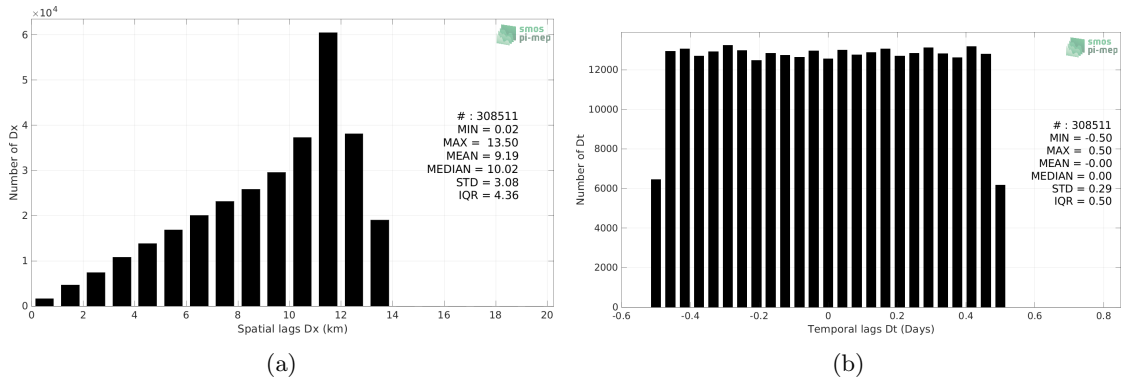 ×10⁴
6
5
4
3
2
1
0
Number of Dx
0 2 4 6 8 10 12 14 16 18 20
Spatial lags Dx (km)
smos
pi-mep
# : 308511
MIN = 0.02
MAX = 13.50
MEAN = 9.19
MEDIAN = 10.02
STD = 3.08
IQR = 4.36
(a)
12000
10000
8000
6000
4000
2000
0
Number of Dt
-0.6 -0.4 -0.2 0 0.2 0.4 0.6 0.8
Temporal lags Dt (Days)
smos
pi-mep
# : 308511
MIN = -0.50
MAX = 0.50
MEAN = -0.00
MEDIAN = 0.00
STD = 0.29
IQR = 0.50
(b)